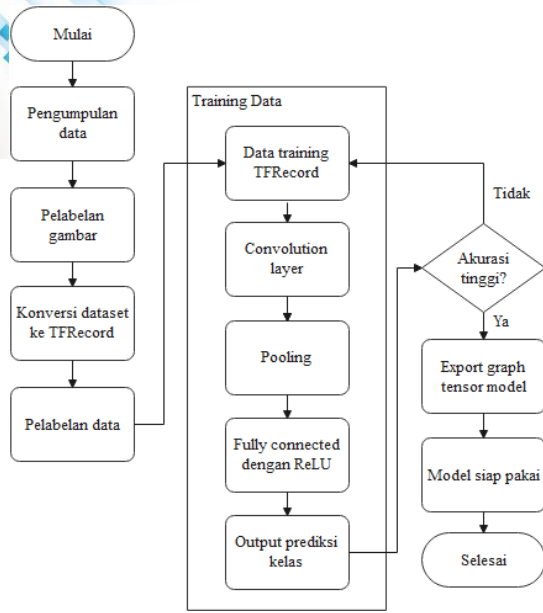 Mulai
Pengumpulan
data
Pelabelan
gambar
Konversi dataset
ke TFRecord
Pelabelan data
Training Data
Data training
TFRecord
Convolution
layer
Pooling
Fully connected
dengan ReLU
Output prediksi
kelas
Tidak
Akurasi
tinggi?
Ya
Export graph
tensor model
Model siap pakai
Selesai